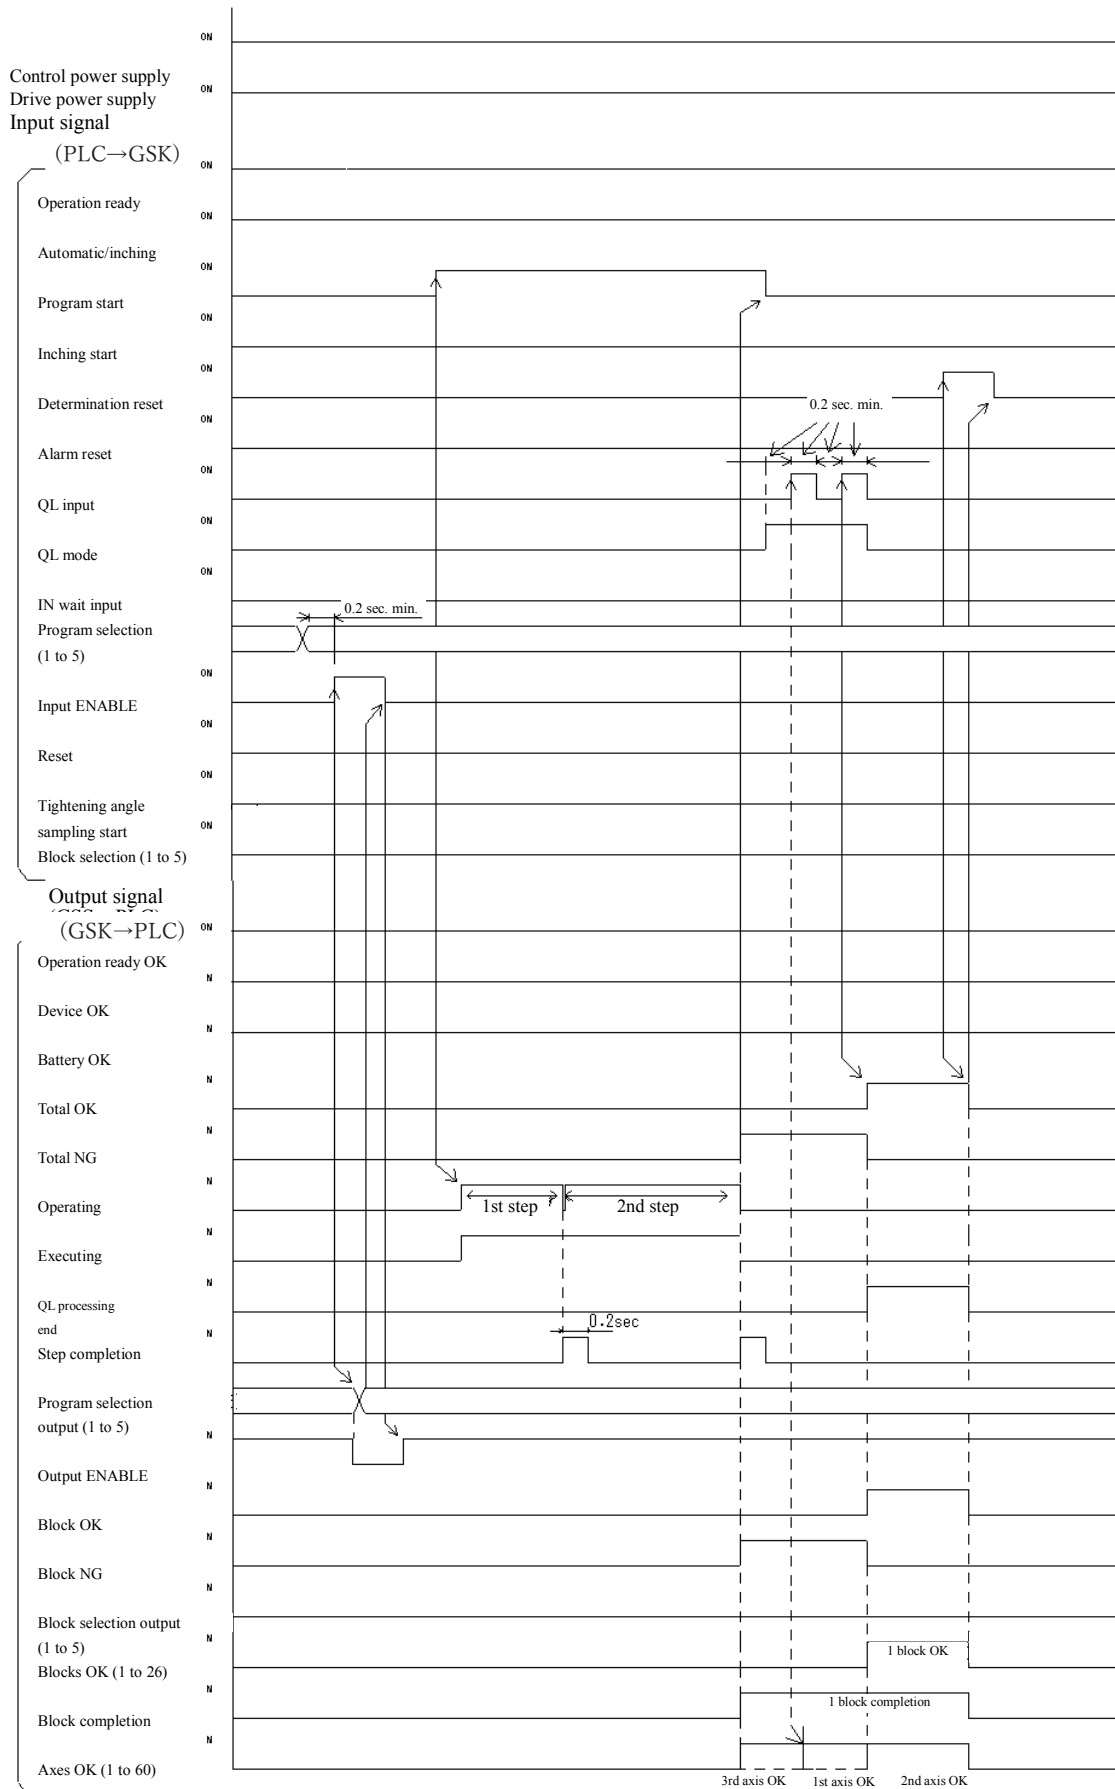 ON
ON
Control power supply
Drive power supply
Input signal
(PLC→GSK)
ON
Operation ready
ON
Automatic/inching
ON
Program start
ON
Inching start
ON
Determination reset
0.2 sec. min.
ON
Alarm reset
ON
QL input
ON
QL mode
ON
IN wait input
0.2 sec. min.
Program selection
(1 to 5)
ON
Input ENABLE
ON
Reset
ON
Tightening angle
sampling start
ON
Block selection (1 to 5)
Output signal
(GSK→PLC)
ON
Operation ready OK
N
Device OK
N
Battery OK
N
Total OK
N
Total NG
N
Operating
1st step
2nd step
N
Executing
N
QL processing
end
N
0.2sec
Step completion
Program selection
output (1 to 5)
N
Output ENABLE
N
Block OK
N
Block NG
N
Block selection output
(1 to 5)
N
1 block OK
Blocks OK (1 to 26)
N
1 block completion
Block completion
N
Axes OK (1 to 60)
3rd axis OK
1st axis OK
2nd axis OK